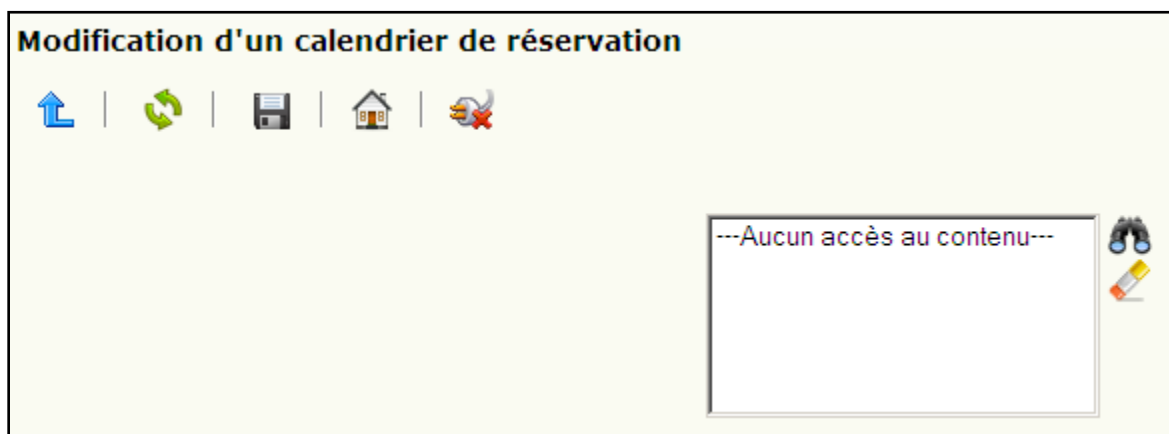 Modification d'un calendrier de réservation
---Aucun accès au contenu---